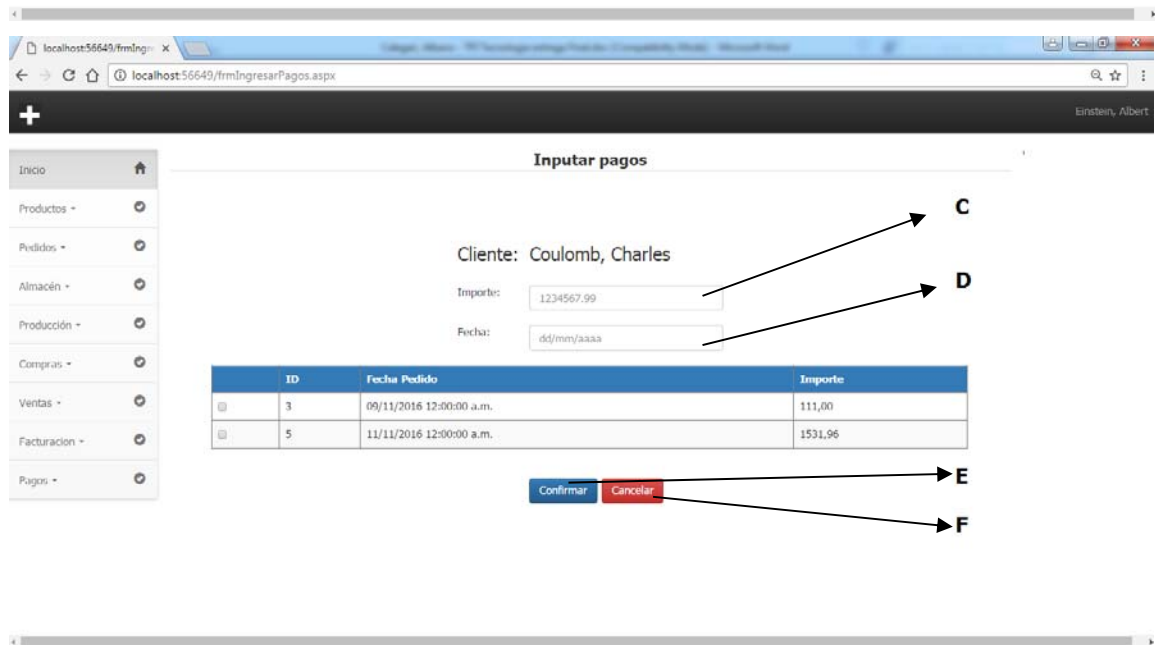 localhost:56649/frmIngr
localhost:56649/frmIngresarPagos.aspx
Einstein, Albert
Inputar pagos
Inicio
Productos
Pedidos
Almacén
Producción
Compras
Ventas
Facturacion
Pagos
C
Cliente: Coulomb, Charles
D
Importe: 1234567.99
Fecha: dd/mm/aaaa
ID Fecha Pedido Importe
3 09/11/2016 12:00:00 a.m. 111,00
5 11/11/2016 12:00:00 a.m. 1531,96
E
Confirmar Cancelar
F